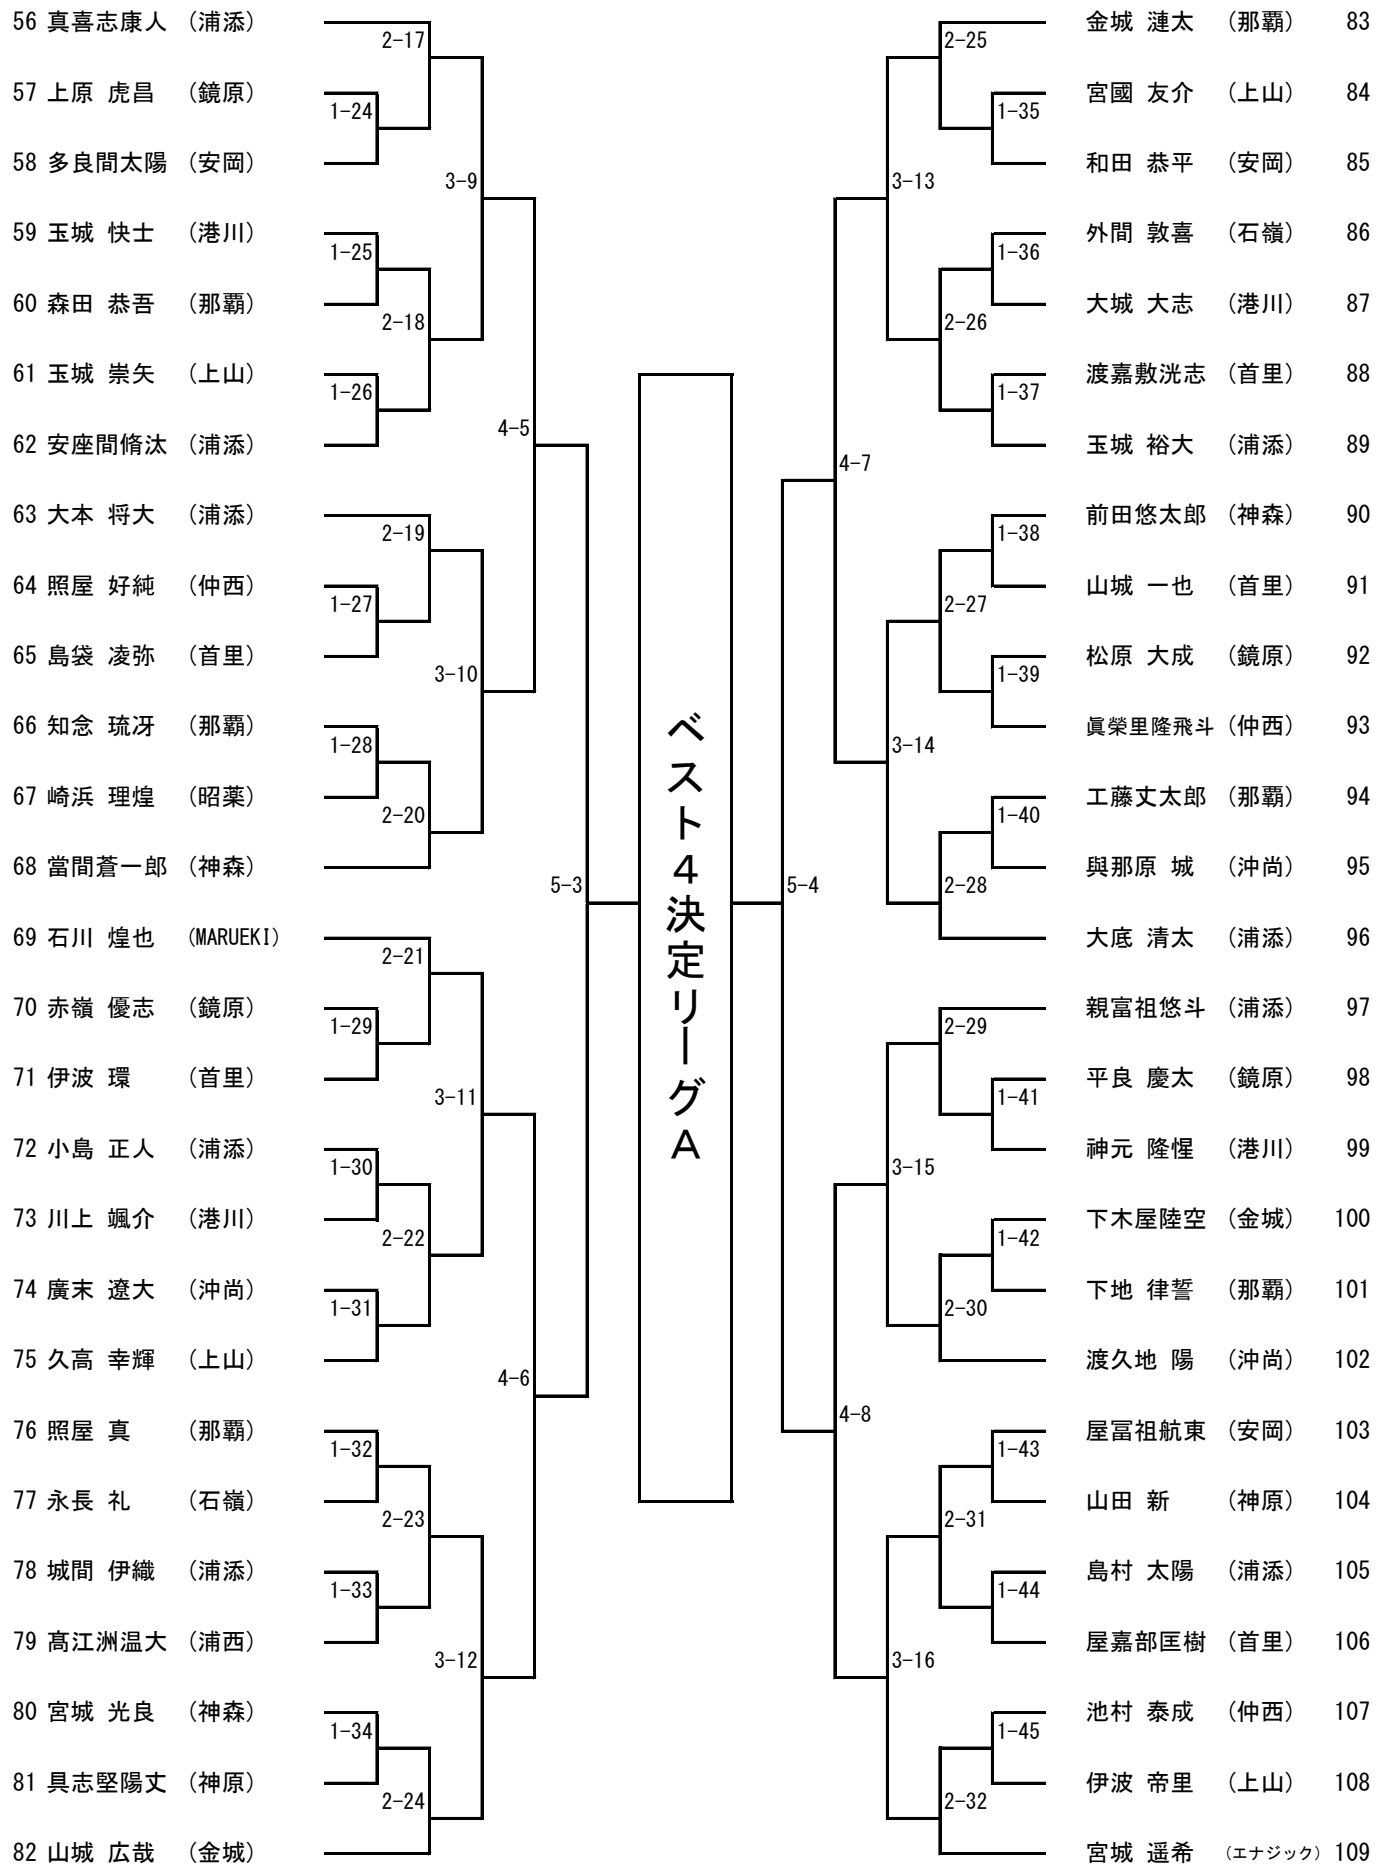 56 真喜志康人 （浦添）
2-17
57 上原 虎昌 （鏡原）
1-24
58 多良間太陽 （安岡）
3-9
59 玉城 快士 （港川）
1-25
60 森田 恭吾 （那覇）
2-18
61 玉城 崇矢 （上山）
1-26
62 安座間脩汰 （浦添）
4-5
63 大本 将大 （浦添）
2-19
64 照屋 好純 （仲西）
1-27
65 島袋 凌弥 （首里）
3-10
66 知念 琉冴 （那覇）
1-28
67 崎浜 理煌 （昭薬）
2-20
68 當間蒼一郎 （神森）
5-3
69 石川 煌也 （MARUEKI）
2-21
70 赤嶺 優志 （鏡原）
1-29
71 伊波 環 （首里）
3-11
72 小島 正人 （浦添）
1-30
73 川上 颯介 （港川）
2-22
74 廣末 遼大 （沖尚）
1-31
75 久高 幸輝 （上山）
4-6
76 照屋 真 （那覇）
1-32
77 永長 礼 （石嶺）
2-23
78 城間 伊織 （浦添）
1-33
79 髙江洲温大 （浦西）
3-12
80 宮城 光良 （神森）
1-34
81 具志堅陽丈 （神原）
2-24
82 山城 広哉 （金城）
ベスト４決定リーグＡ
金城 漣太 （那覇） 83
2-25
宮國 友介 （上山） 84
1-35
和田 恭平 （安岡） 85
3-13
外間 敦喜 （石嶺） 86
1-36
大城 大志 （港川） 87
2-26
渡嘉敷洸志 （首里） 88
1-37
玉城 裕大 （浦添） 89
4-7
前田悠太郎 （神森） 90
1-38
山城 一也 （首里） 91
2-27
松原 大成 （鏡原） 92
1-39
眞榮里隆飛斗 （仲西） 93
3-14
工藤丈太郎 （那覇） 94
1-40
與那原 城 （沖尚） 95
2-28
5-4
大底 清太 （浦添） 96
親富祖悠斗 （浦添） 97
2-29
平良 慶太 （鏡原） 98
1-41
神元 隆惺 （港川） 99
3-15
下木屋陸空 （金城） 100
1-42
下地 律誓 （那覇） 101
2-30
渡久地 陽 （沖尚） 102
4-8
屋冨祖航東 （安岡） 103
1-43
山田 新 （神原） 104
2-31
島村 太陽 （浦添） 105
1-44
屋嘉部匡樹 （首里） 106
3-16
池村 泰成 （仲西） 107
1-45
伊波 帝里 （上山） 108
2-32
宮城 遥希 （エナジック） 109